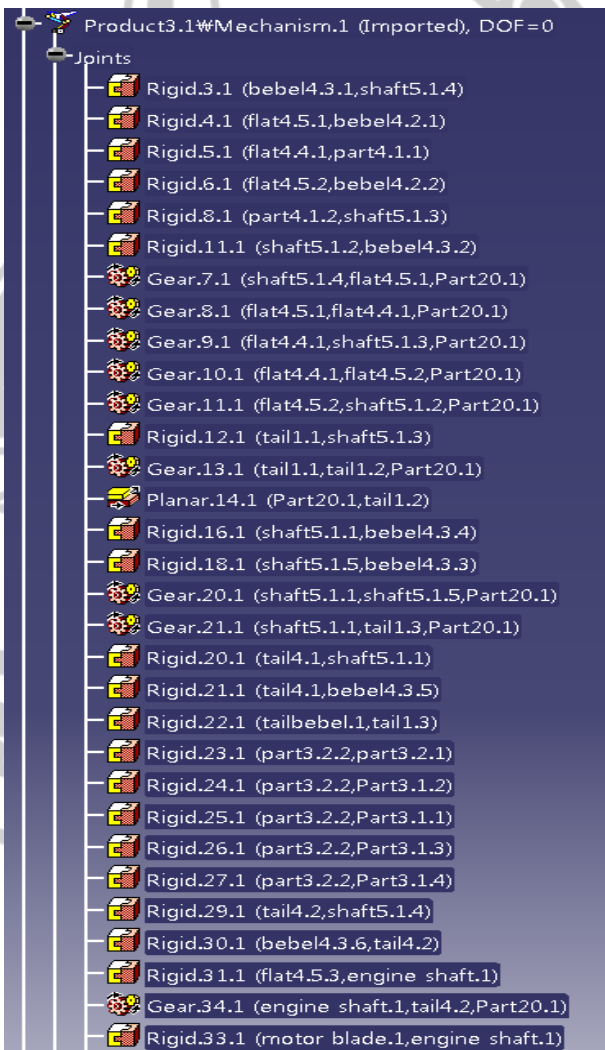 Product3.1₩Mechanism.1 (Imported), DOF=0
Joints
Rigid.3.1 (bebel4.3.1,shaft5.1.4)
Rigid.4.1 (flat4.5.1,bebel4.2.1)
Rigid.5.1 (flat4.4.1,part4.1.1)
Rigid.6.1 (flat4.5.2,bebel4.2.2)
Rigid.8.1 (part4.1.2,shaft5.1.3)
Rigid.11.1 (shaft5.1.2,bebel4.3.2)
Gear.7.1 (shaft5.1.4,flat4.5.1,Part20.1)
Gear.8.1 (flat4.5.1,flat4.4.1,Part20.1)
Gear.9.1 (flat4.4.1,shaft5.1.3,Part20.1)
Gear.10.1 (flat4.4.1,flat4.5.2,Part20.1)
Gear.11.1 (flat4.5.2,shaft5.1.2,Part20.1)
Rigid.12.1 (tail1.1,shaft5.1.3)
Gear.13.1 (tail1.1,tail1.2,Part20.1)
Planar.14.1 (Part20.1,tail1.2)
Rigid.16.1 (shaft5.1.1,bebel4.3.4)
Rigid.18.1 (shaft5.1.5,bebel4.3.3)
Gear.20.1 (shaft5.1.1,shaft5.1.5,Part20.1)
Gear.21.1 (shaft5.1.1,tail1.3,Part20.1)
Rigid.20.1 (tail4.1,shaft5.1.1)
Rigid.21.1 (tail4.1,bebel4.3.5)
Rigid.22.1 (tailbebel.1,tail1.3)
Rigid.23.1 (part3.2.2,part3.2.1)
Rigid.24.1 (part3.2.2,Part3.1.2)
Rigid.25.1 (part3.2.2,Part3.1.1)
Rigid.26.1 (part3.2.2,Part3.1.3)
Rigid.27.1 (part3.2.2,Part3.1.4)
Rigid.29.1 (tail4.2,shaft5.1.4)
Rigid.30.1 (bebel4.3.6,tail4.2)
Rigid.31.1 (flat4.5.3,engine shaft.1)
Gear.34.1 (engine shaft.1,tail4.2,Part20.1)
Rigid.33.1 (motor blade.1,engine shaft.1)